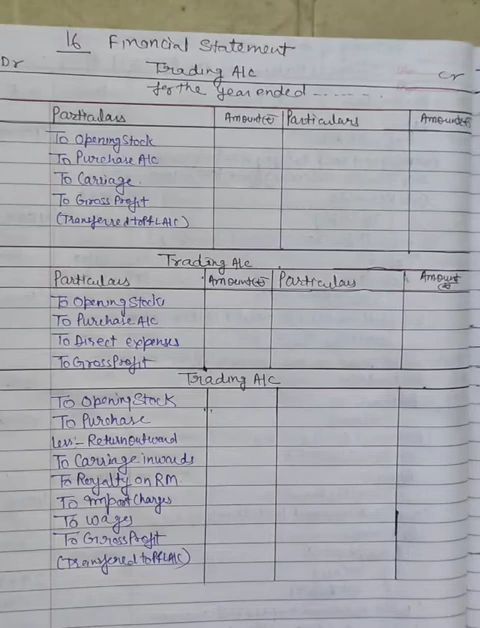 16 Financial Statement
Dr Trading A/c Cr
for the year ended.......
Particulars Amount(₹) Particulars Amount(₹)
To Opening Stock
To Purchase A/c
To Carriage
To Gross Profit
(Transferred to P&L A/c)
Trading A/c
Particulars Amount(₹) Particulars Amount (₹)
To Opening Stock
To Purchase A/c
To Direct expenses
To Gross Profit
Trading A/c
To Opening Stock
To Purchase
Less:- Return Outward
To Carriage inwards
To Royalty on RM
To Import Charges
To Wages
To Gross Profit
(Transferred to P&L A/c)